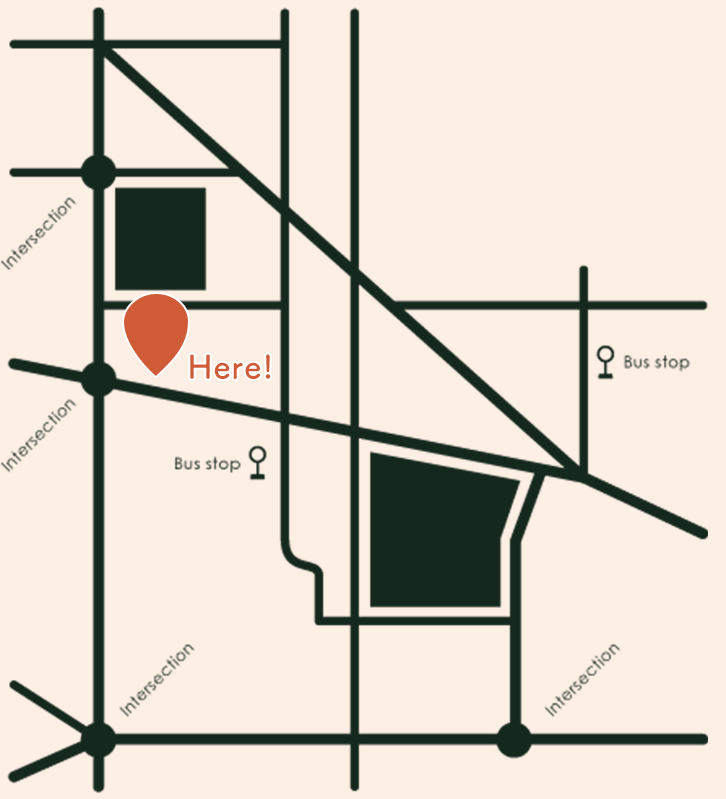 Intersection
Bus stop
Here!
Intersection
Bus stop
Intersection
Intersection